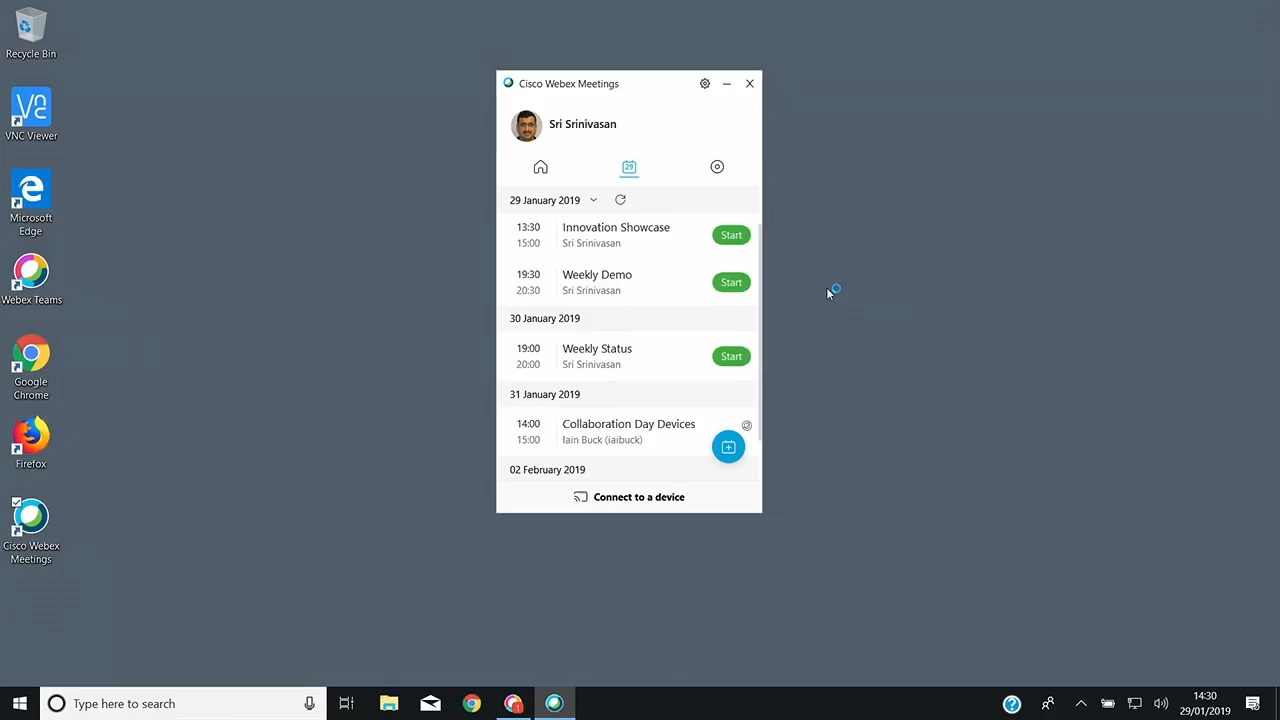 Recycle Bin
VNC Viewer
Microsoft
Edge
Webex Teams
Google
Chrome
Firefox
Cisco Webex
Meetings
Cisco Webex Meetings
Sri Srinivasan
29
29 January 2019
13:30 Innovation Showcase Start
15:00 Sri Srinivasan
19:30 Weekly Demo Start
20:30 Sri Srinivasan
30 January 2019
19:00 Weekly Status Start
20:00 Sri Srinivasan
31 January 2019
14:00 Collaboration Day Devices
15:00 Iain Buck (iaibuck)
02 February 2019
Connect to a device
Type here to search
14:30
29/01/2019